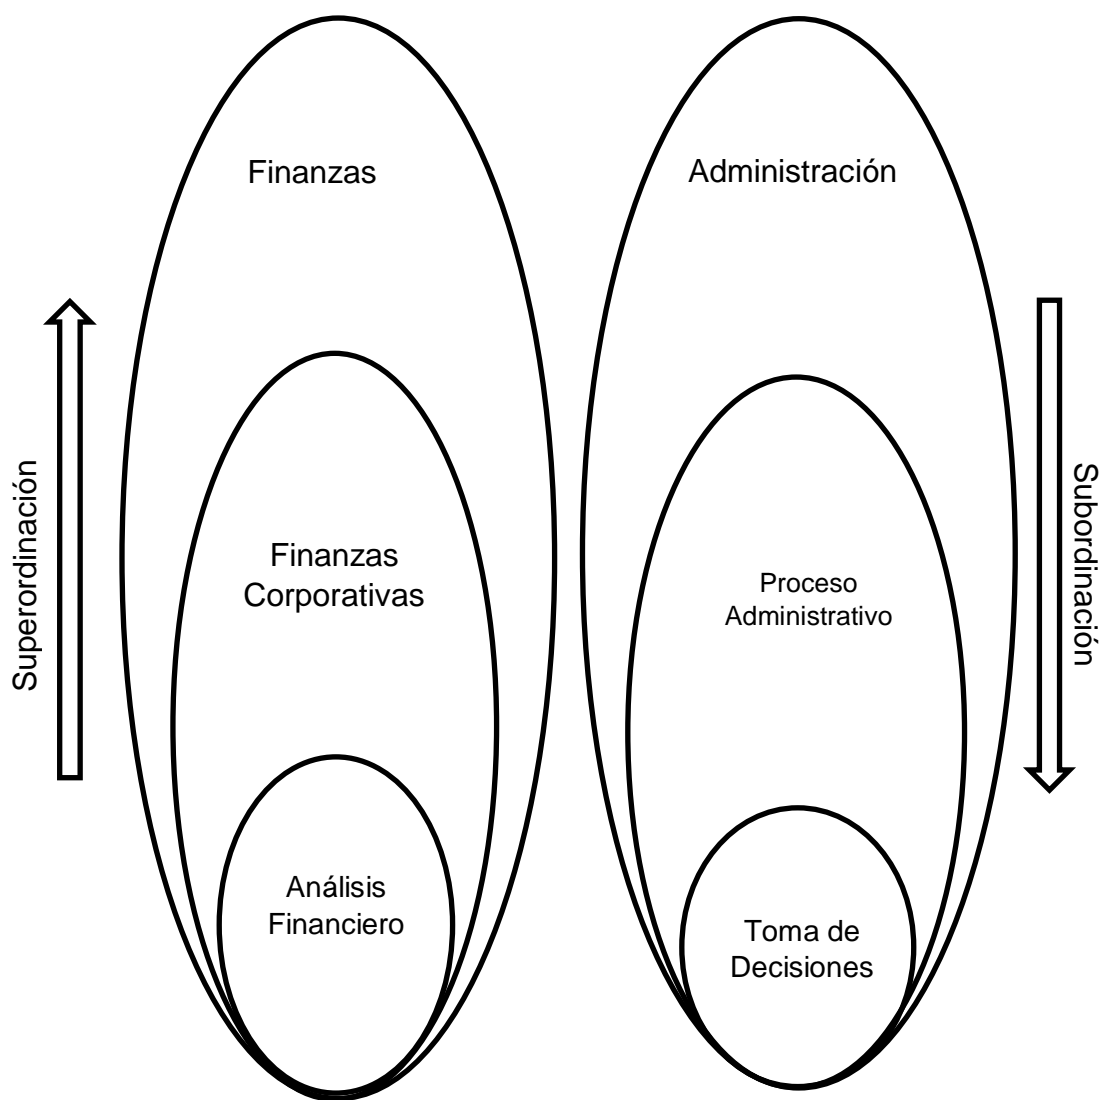 Finanzas
Administración
Superordinación
Subordinación
Finanzas
Corporativas
Proceso
Administrativo
Análisis
Financiero
Toma de
Decisiones